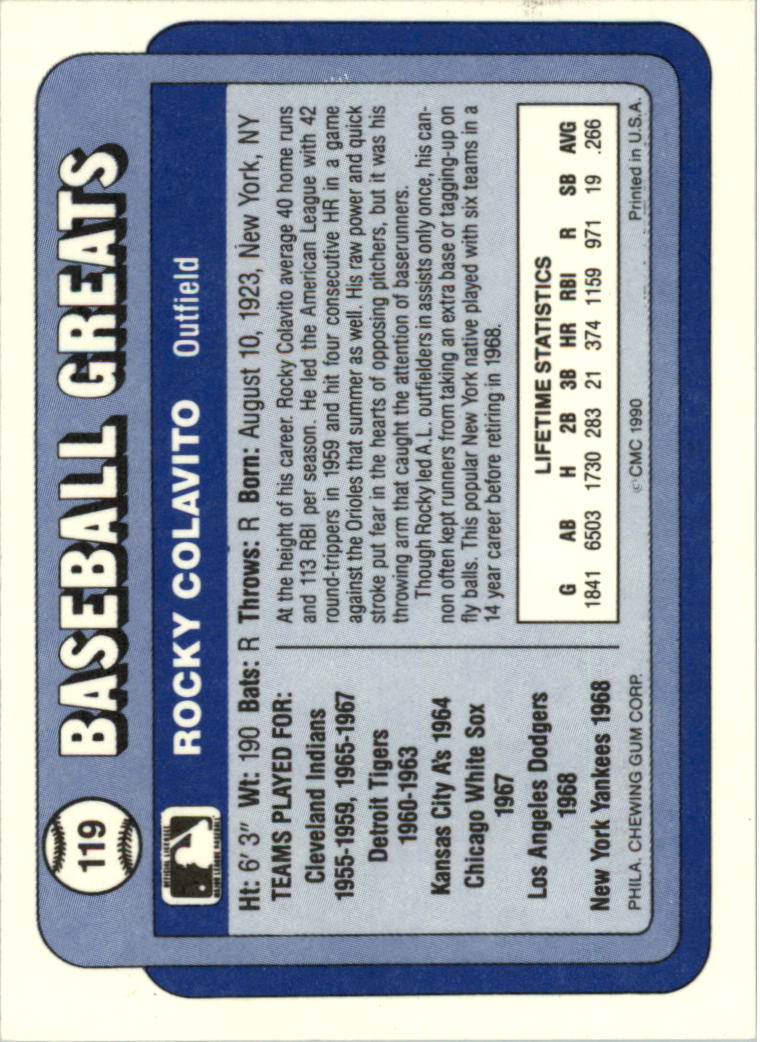 119 BASEBALL GREATS
ROCKY COLAVITO Outfield
Ht: 6' 3" Wt: 190 Bats: R Throws: R Born: August 10, 1923, New York, NY
TEAMS PLAYED FOR:
Cleveland Indians
1955-1959, 1965-1967
Detroit Tigers
1960-1963
Kansas City A's 1964
Chicago White Sox
1967
Los Angeles Dodgers
1968
New York Yankees 1968
At the height of his career. Rocky Colavito average 40 home runs
and 113 RBI per season. He led the American League with 42
round-trippers in 1959 and hit four consecutive HR in a game
against the Orioles that summer as well. His raw power and quick
stroke put fear in the hearts of opposing pitchers, but it was his
throwing arm that caught the attention of baserunners.
Though Rocky led A.L. outfielders in assists only once, his can-
non often kept runners from taking an extra base or tagging-up on
fly balls. This popular New York native played with six teams in a
14 year career before retiring in 1968.
LIFETIME STATISTICS
G AB H 2B 3B HR RBI R SB AVG
1841 6503 1730 283 21 374 1159 971 19 .266
PHILA. CHEWING GUM CORP. © CMC 1990 Printed in U.S.A.